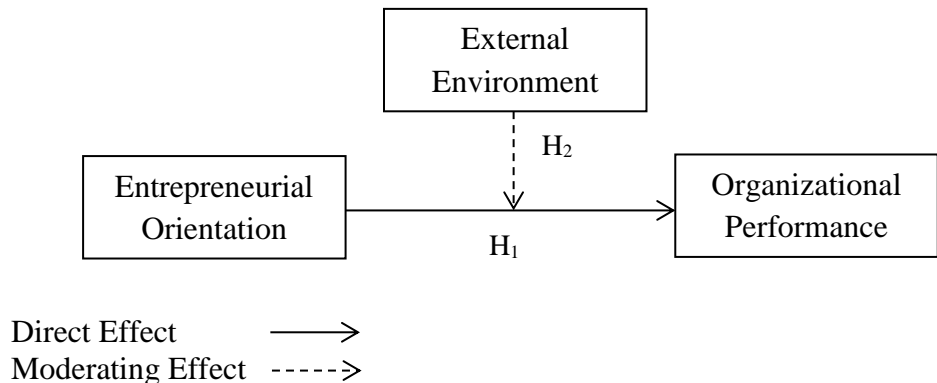 External
Environment
H₂
Entrepreneurial
Orientation
Organizational
Performance
H₁
Direct Effect
Moderating Effect